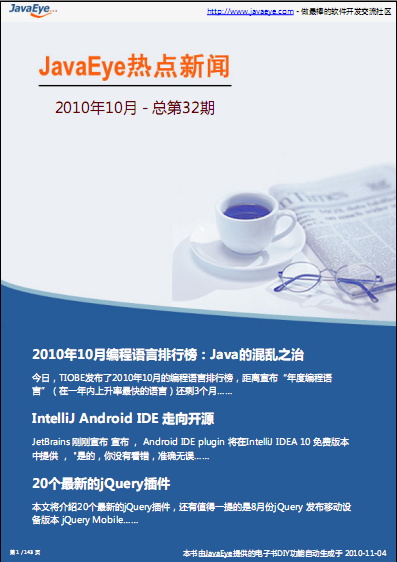 JavaEye...
http://www.javaeye.com - 做最棒的软件开发交流社区
JavaEye热点新闻
2010年10月 - 总第32期
Times
2010年10月编程语言排行榜：Java的混乱之治
今日，TIOBE发布了2010年10月的编程语言排行榜，距离宣布“年度编程语
言”（在一年内上升率最快的语言）还剩3个月……
IntelliJ Android IDE 走向开源
JetBrains 刚刚宣布 宣布 ， Android IDE plugin 将在IntelliJ IDEA 10 免费版本
中提供 ，"是的，你没有看错，准确无误……
20个最新的jQuery插件
本文将介绍20个最新的jQuery插件，还有值得一提的是8月份jQuery 发布移动设
备版本 jQuery Mobile……
第 1 / 143 页
本书由JavaEye提供的电子书DIY功能自动生成于 2010-11-04